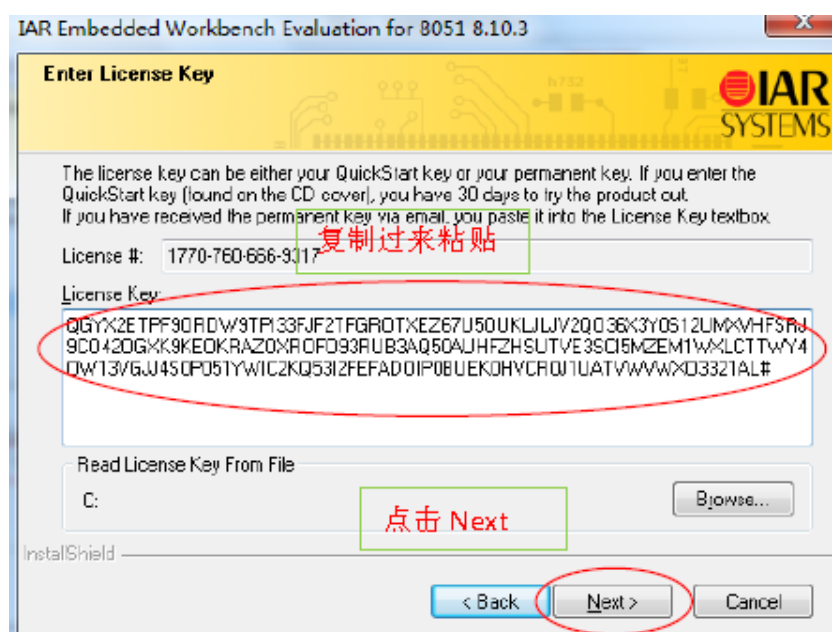 IAR Embedded Workbench Evaluation for 8051 8.10.3
Enter License Key
IAR
SYSTEMS
The license key can be either your QuickStart key or your permanent key. If you enter the
QuickStart key (found on the CD cover), you have 30 days to try the product out.
If you have received the permanent key via email, you paste it into the License Key textbox.
复制过来粘贴
License #:
License Key:
Read License Key From File
C:
Browse...
点击 Next
InstallShield
< Back
Next >
Cancel